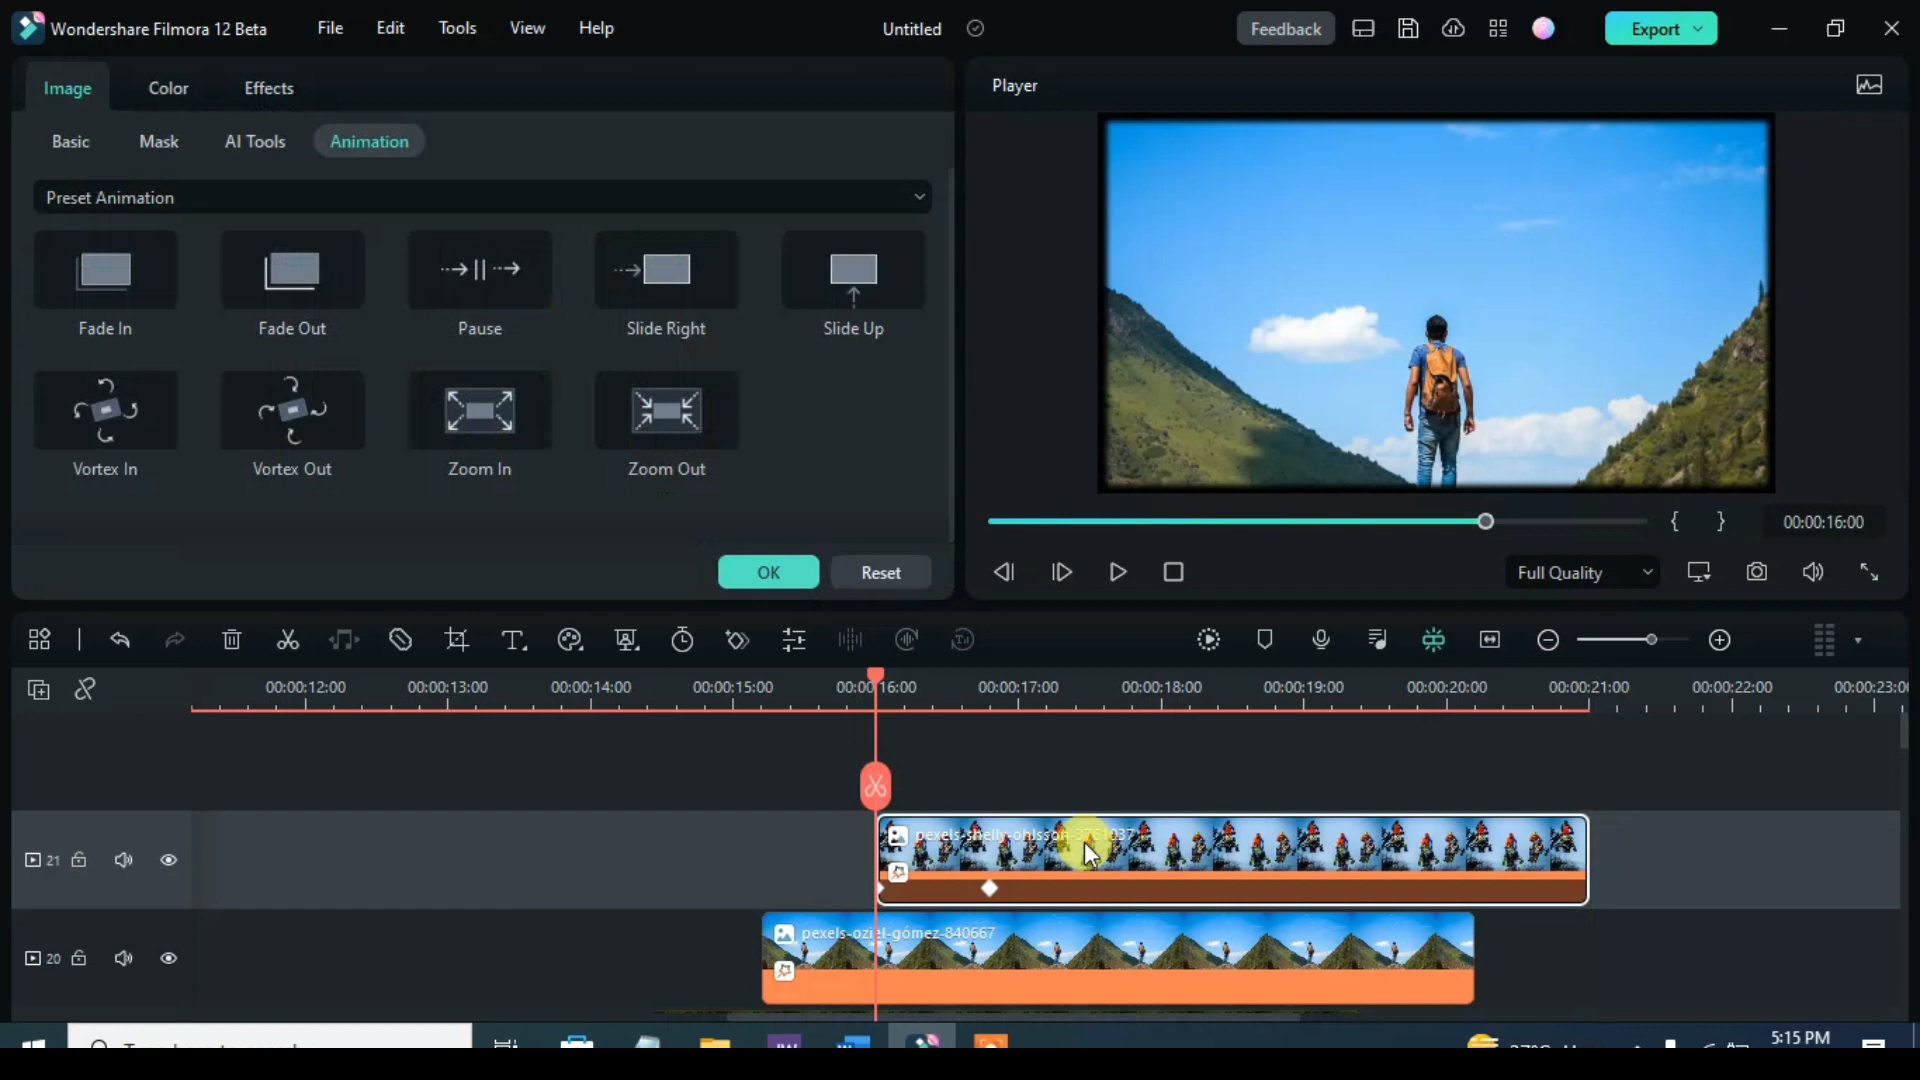 Wondershare Filmora 12 Beta
File
Edit
Tools
View
Help
Untitled
Feedback
Export
Image
Color
Effects
Player
Basic
Mask
AI Tools
Animation
Preset Animation
Fade In
Fade Out
Pause
Slide Right
Slide Up
Vortex In
Vortex Out
Zoom In
Zoom Out
00:00:16:00
OK
Reset
Full Quality
00:00:12:00
00:00:13:00
00:00:14:00
00:00:15:00
00:00:16:00
00:00:17:00
00:00:18:00
00:00:19:00
00:00:20:00
00:00:21:00
00:00:22:00
00:00:23:0
pexels-shelly-ohlsson-3761037
21
pexels-oziel-gómez-840667
20
5:15 PM